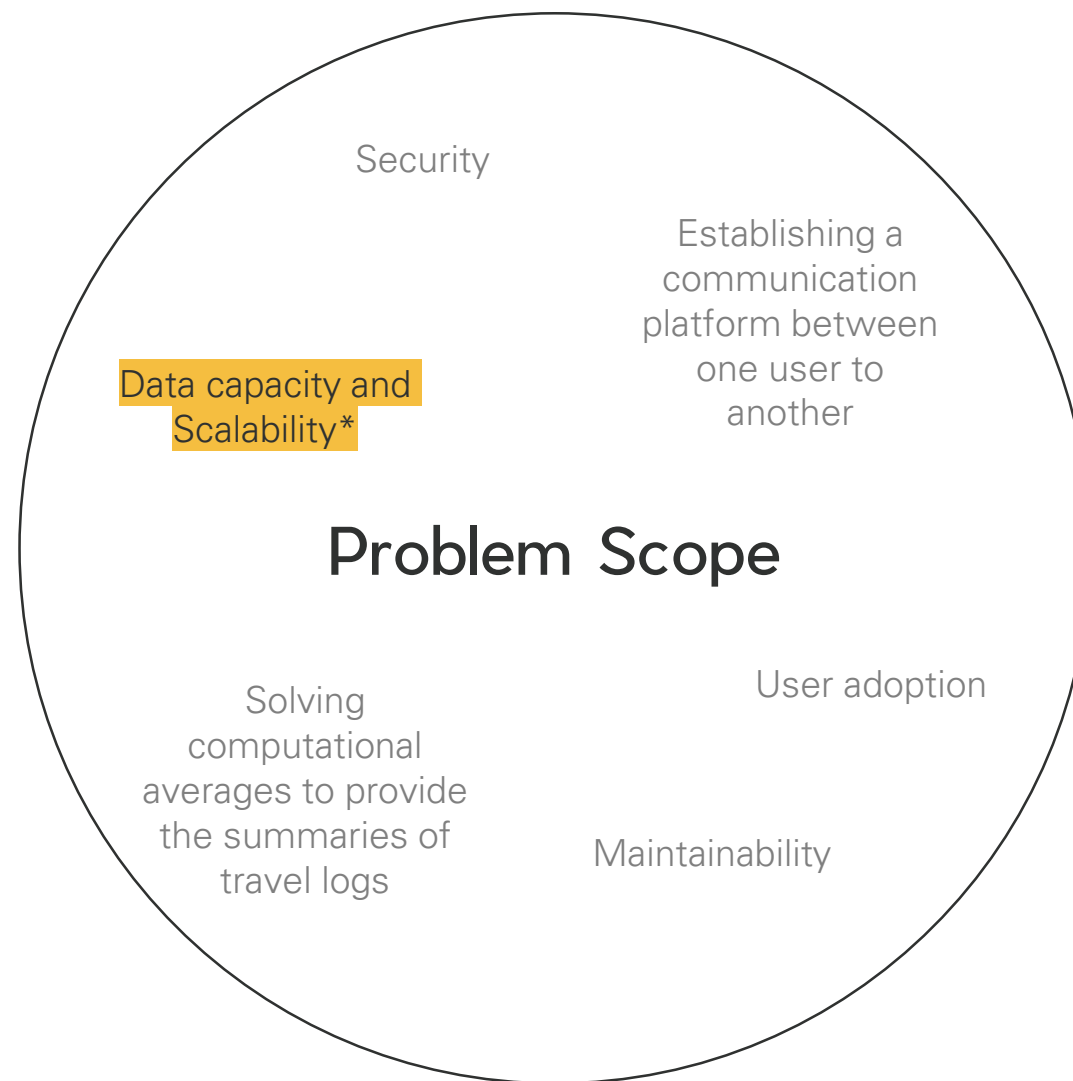 Security
Establishing a
communication
platform between
one user to
another
Data capacity and
Scalability*
Problem Scope
User adoption
Solving
computational
averages to provide
the summaries of
travel logs
Maintainability